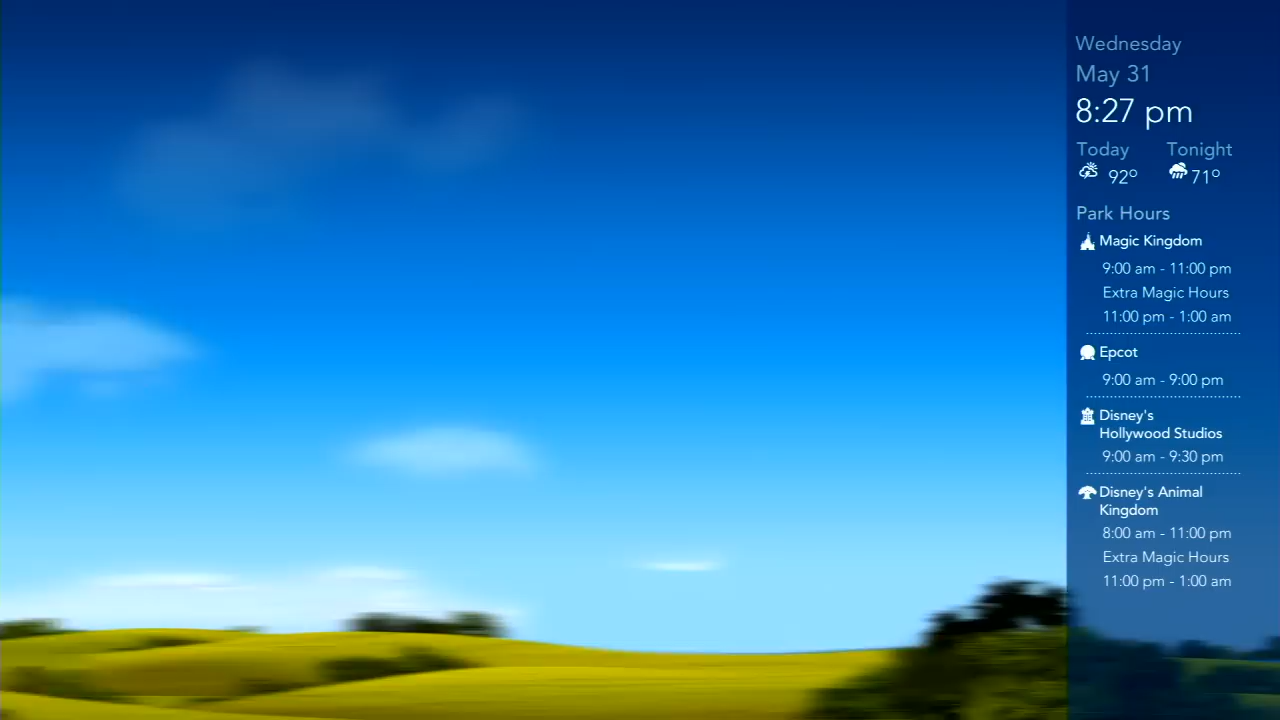 Wednesday
May 31
8:27 pm
Today Tonight
92° 71°
Park Hours
Magic Kingdom
9:00 am - 11:00 pm
Extra Magic Hours
11:00 pm - 1:00 am
Epcot
9:00 am - 9:00 pm
Disney's
Hollywood Studios
9:00 am - 9:30 pm
Disney's Animal
Kingdom
8:00 am - 11:00 pm
Extra Magic Hours
11:00 pm - 1:00 am